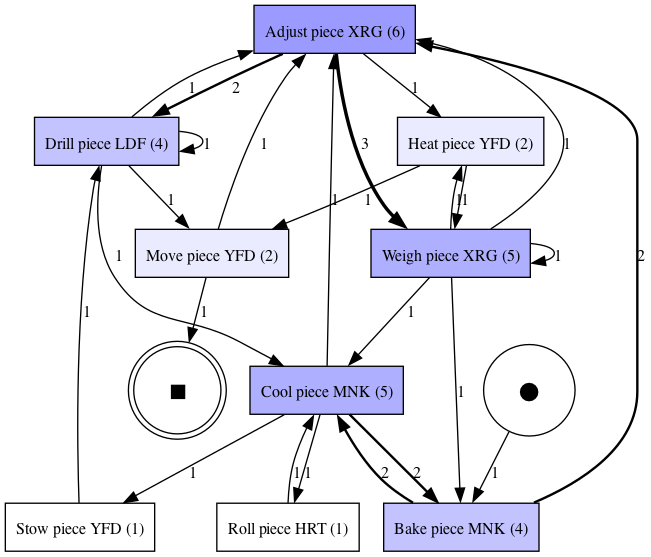 Adjust piece XRG (6)
1
2
1
Drill piece LDF (4)
1
1
3
Heat piece YFD (2)
1
1
1
1
1
1
1
Move piece YFD (2)
Weigh piece XRG (5)
1
2
1
1
1
1
Cool piece MNK (5)
1
1
1
1
2
2
1
Stow piece YFD (1)
Roll piece HRT (1)
Bake piece MNK (4)